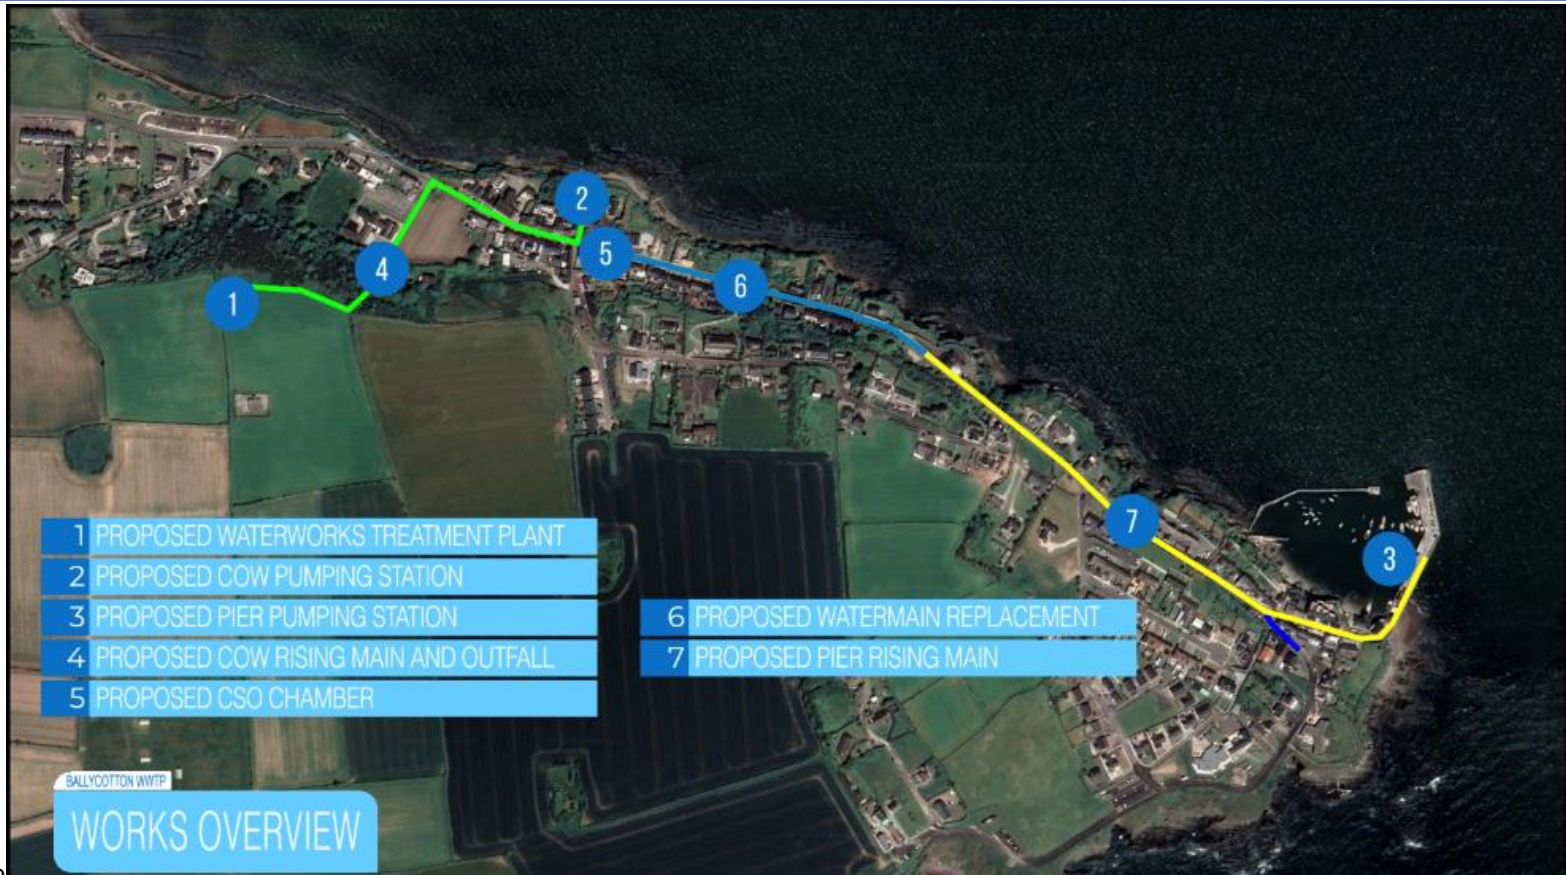 2
5
4
6
1
7
3
1 PROPOSED WATERWORKS TREATMENT PLANT
2 PROPOSED COW PUMPING STATION
3 PROPOSED PIER PUMPING STATION
4 PROPOSED COW RISING MAIN AND OUTFALL
5 PROPOSED CSO CHAMBER
6 PROPOSED WATERMAIN REPLACEMENT
7 PROPOSED PIER RISING MAIN
BALLYCOTTON WWTP
WORKS OVERVIEW